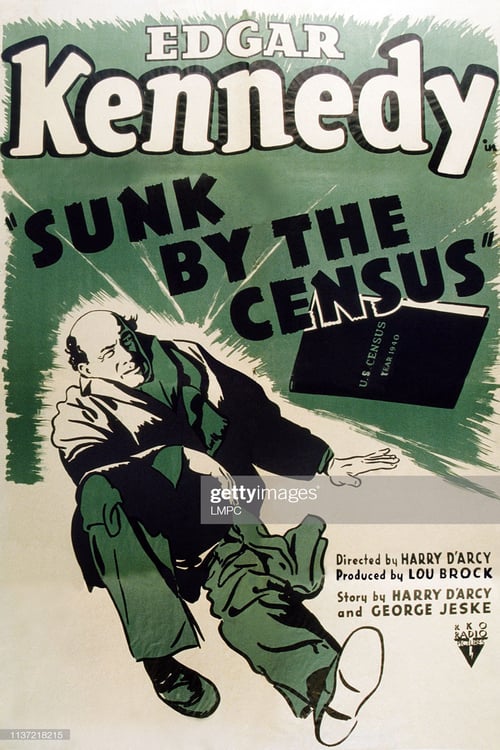 EDGAR
Kennedy
in
"SUNK
BY THE
CENSUS"
U.S. CENSUS
YEAR 1940
gettyimages
LMPC
Directed by HARRY D'ARCY
Produced by LOU BROCK
Story by HARRY D'ARCY
and GEORGE JESKE
RKO
RADIO
PICTURES
1137218215